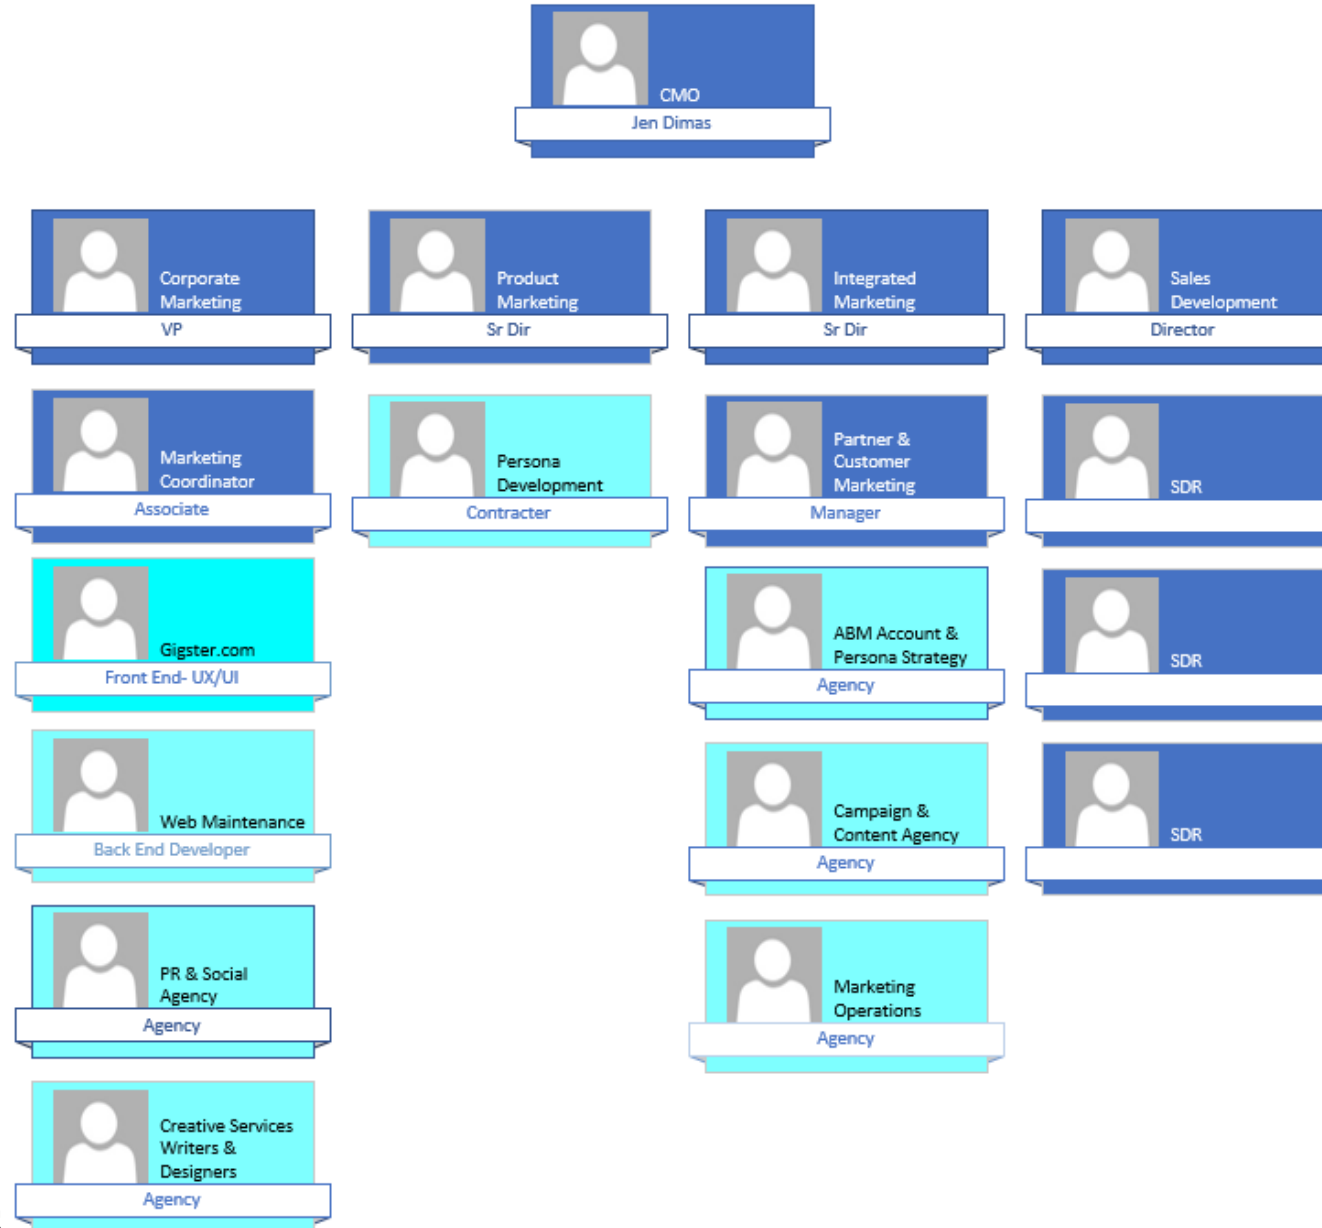 CMO
Jen Dimas
Corporate
Marketing
VP
Product
Marketing
Sr Dir
Integrated
Marketing
Sr Dir
Sales
Development
Director
Marketing
Coordinator
Associate
Persona
Development
Contracter
Partner &
Customer
Marketing
Manager
SDR
Gigster.com
Front End- UX/UI
ABM Account &
Persona Strategy
Agency
SDR
Web Maintenance
Back End Developer
Campaign &
Content Agency
Agency
SDR
PR & Social
Agency
Agency
Marketing
Operations
Agency
Creative Services
Writers &
Designers
Agency